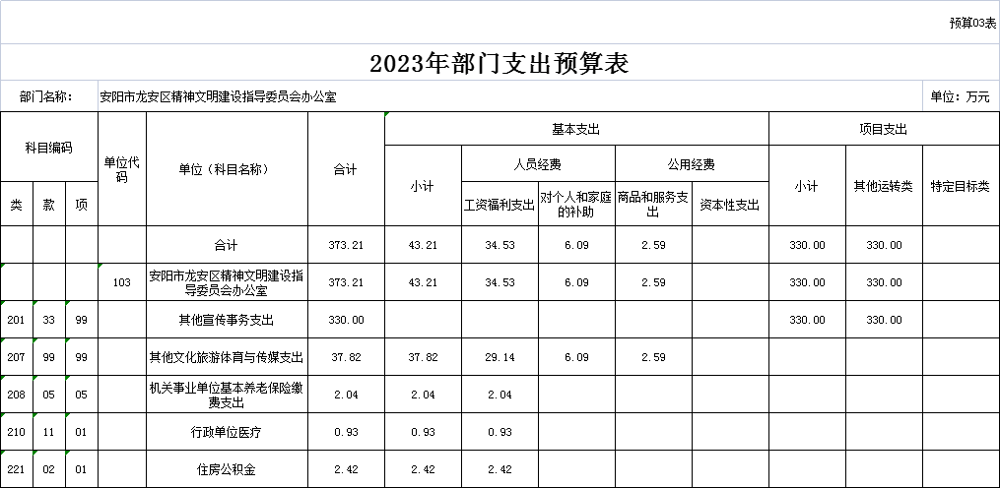 预算03表
2023年部门支出预算表
部门名称： 安阳市龙安区精神文明建设指导委员会办公室 单位：万元
科目编码 单位代码 单位（科目名称） 合计 基本支出 项目支出
小计 人员经费 公用经费 小计 其他运转类 特定目标类
类 款 项 工资福利支出 对个人和家庭的补助 商品和服务支出 资本性支出
合计 373.21 43.21 34.53 6.09 2.59 330.00 330.00
103 安阳市龙安区精神文明建设指导委员会办公室 373.21 43.21 34.53 6.09 2.59 330.00 330.00
201 33 99 其他宣传事务支出 330.00 330.00 330.00
207 99 99 其他文化旅游体育与传媒支出 37.82 37.82 29.14 6.09 2.59
208 05 05 机关事业单位基本养老保险缴费支出 2.04 2.04 2.04
210 11 01 行政单位医疗 0.93 0.93 0.93
221 02 01 住房公积金 2.42 2.42 2.42